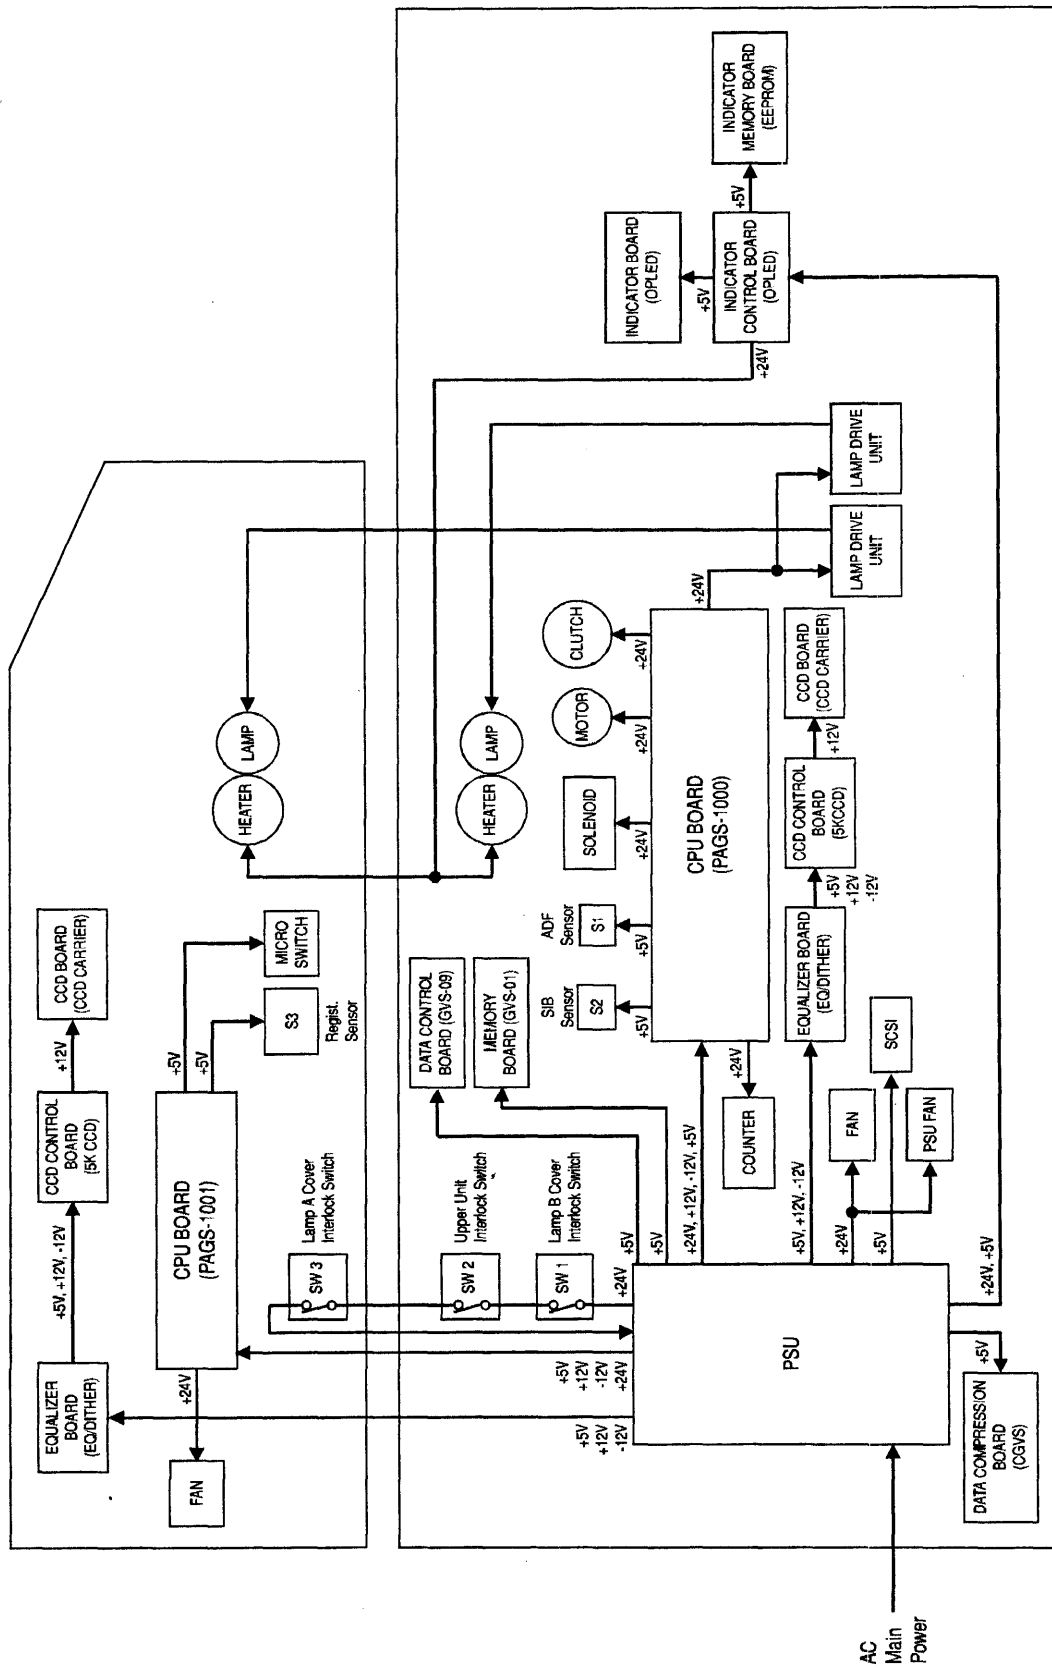 CCD BOARD
(CCD CARRIER)
+12V
CCD CONTROL
BOARD
(5K CCD)
+5V, +12V, -12V
EQUALIZER
BOARD
(EQ/DITHER)
MICRO
SWITCH
S3
Regist.
Sensor
+5V
+5V
CPU BOARD
(PAGS-1001)
+24V
FAN
HEATER
LAMP
Lamp A Cover
Interlock Switch
SW 3
HEATER
LAMP
Upper Unit
Interlock Switch
SW 2
Lamp B Cover
Interlock Switch
SW 1
+24V
+5V
+12V
-12V
+24V
+5V
+12V
-12V
DATA CONTROL
BOARD (GVS-09)
+5V
MEMORY
BOARD (GVS-01)
+5V
SIB
Sensor
S2
+5V
ADF
Sensor
S1
+5V
SOLENOID
+24V
MOTOR
+24V
CLUTCH
+24V
CPU BOARD
(PAGS-1000)
+24V
+24V, +12V, -12V, +5V
+24V
COUNTER
LAMP DRIVE
UNIT
LAMP DRIVE
UNIT
INDICATOR BOARD
(OPLED)
+5V
INDICATOR
CONTROL BOARD
(OPLED)
+24V
+5V
INDICATOR
MEMORY BOARD
(EEPROM)
+5V, +12V, -12V
EQUALIZER BOARD
(EQ/DITHER)
+5V
+12V
-12V
CCD CONTROL
BOARD
(5KCCD)
+12V
CCD BOARD
(CCD CARRIER)
+24V
FAN
PSU FAN
+5V
SCSI
PSU
+24V, +5V
+5V
DATA COMPRESSION
BOARD
(CGVS)
AC
Main
Power